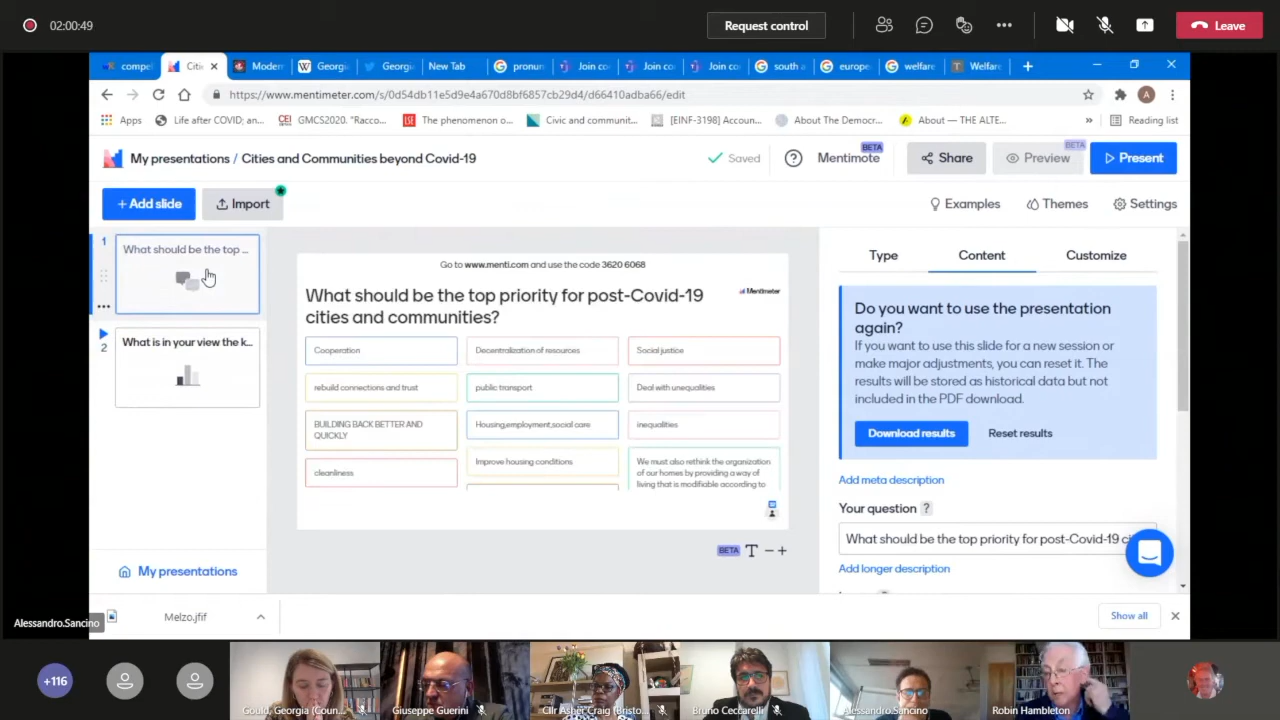 02:00:49
Request control
Leave
compe
Citi
Modern
Georgi
Georgi
New Tab
pronun
Join co
Join co
Join co
south a
europe
welfare
Welfare
https://www.mentimeter.com/s/0d54db11e5d9e4a670d8bf6857cb29d4/d66410adba66/edit
A
Apps
Life after COVID; an...
GMCS2020. "Racco...
The phenomenon o...
Civic and communit...
[EINF-3198] Accoun...
About The Democr...
About — THE ALTE...
»
Reading list
My presentations / Cities and Communities beyond Covid-19
Saved
Mentimote
BETA
Share
Preview
BETA
Present
+ Add slide
Import
Examples
Themes
Settings
1
What should be the top ...
2
What is in your view the k...
My presentations
Go to www.menti.com and use the code 3620 6068
What should be the top priority for post-Covid-19
cities and communities?
Mentimeter
Cooperation
Decentralization of resources
Social justice
rebuild connections and trust
public transport
Deal with unequalities
BUILDING BACK BETTER AND
QUICKLY
Housing,employment,social care
inequalities
cleanliness
Improve housing conditions
We must also rethink the organization
of our homes by providing a way of
living that is modifiable according to
BETA
Type
Content
Customize
Do you want to use the presentation
again?
If you want to use this slide for a new session or
make major adjustments, you can reset it. The
results will be stored as historical data but not
included in the PDF download.
Download results
Reset results
Add meta description
Your question ?
What should be the top priority for post-Covid-19 ci
Add longer description
Alessandro.Sancino
Melzo.jfif
Show all
+116
Gould, Georgia (Coun...
Giuseppe Guerini
Cllr Asher Craig (Bristo...
Bruno Ceccarelli
Alessandro.Sancino
Robin Hambleton